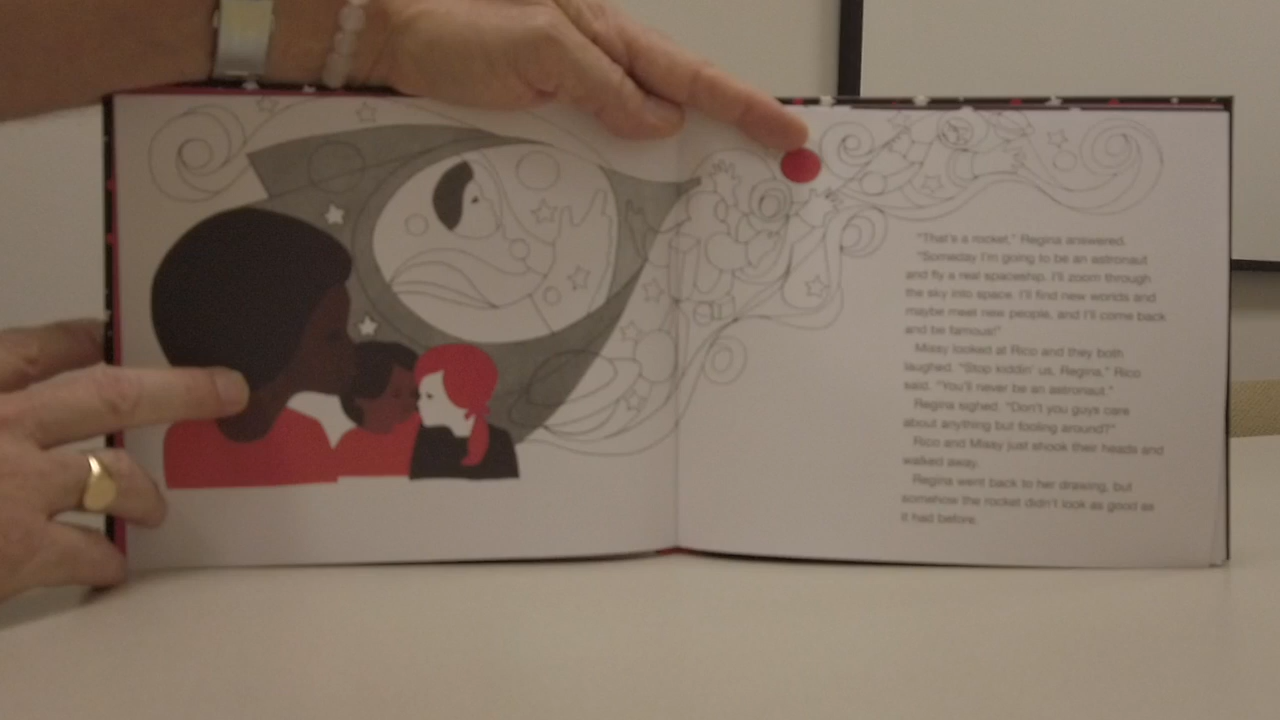 "That's a rocket," Regina answered.
"Someday I'm going to be an astronaut
and fly a real spaceship. I'll zoom through
the sky into space. I'll find new worlds and
maybe meet new people, and I'll come back
and be famous!"
Missy looked at Rico and they both
laughed. "Stop kiddin' us, Regina," Rico
said. "You'll never be an astronaut."
Regina sighed. "Don't you guys care
about anything but fooling around?"
Rico and Missy just shook their heads and
walked away.
Regina went back to her drawing, but
somehow the rocket didn't look as good as
it had before.